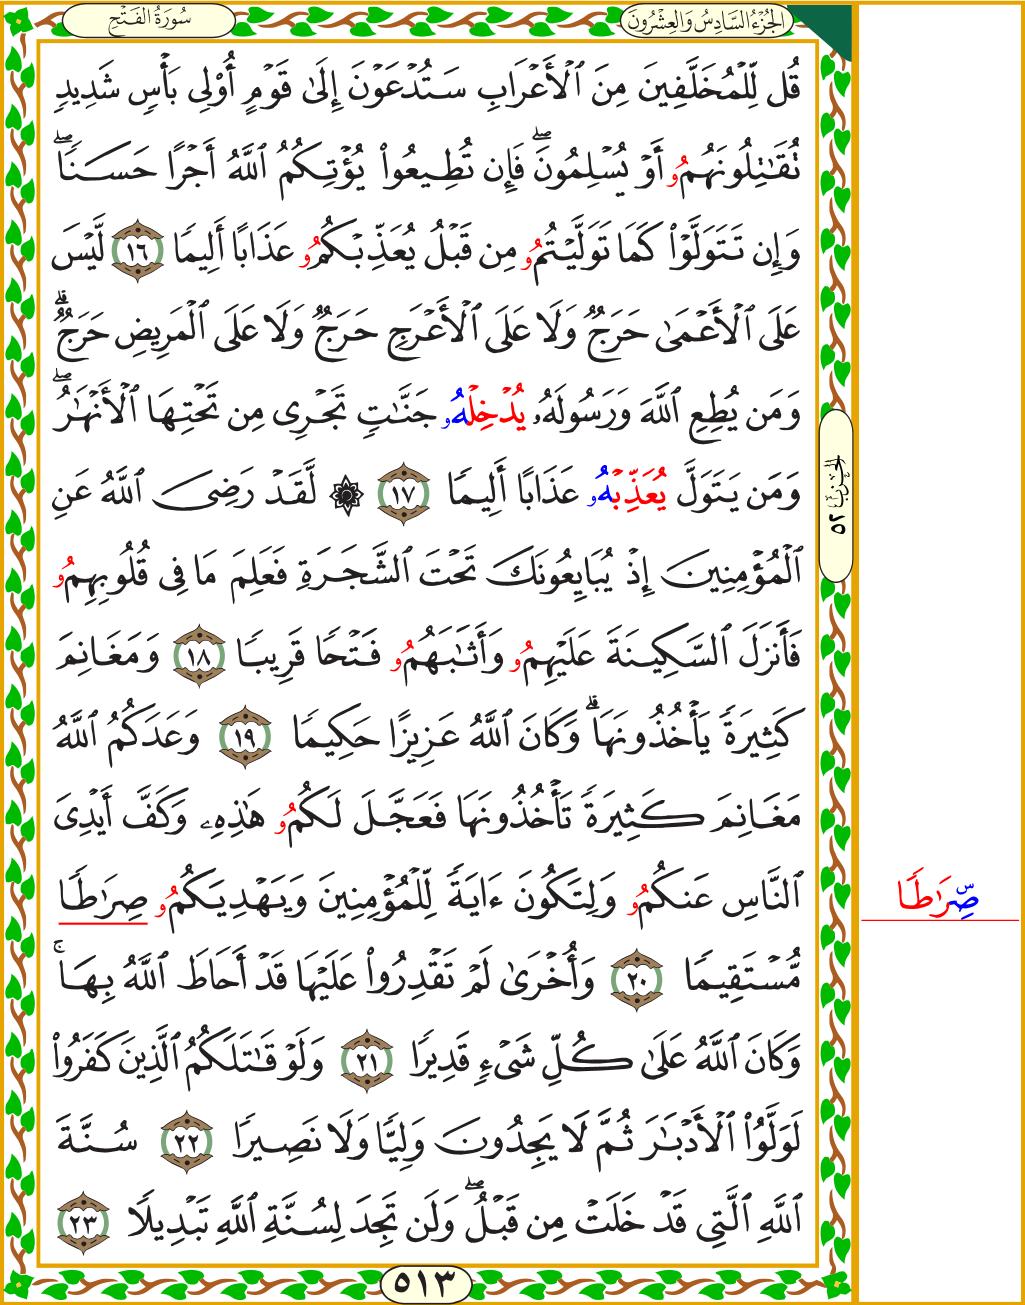 الجُزْءُ السَّادِسُ وَالعِشْرُونَ
سُورَةُ الفَتْحِ
قُل لِّلْمُخَلَّفِينَ مِنَ ٱلْأَعْرَابِ سَتُدْعَوْنَ إِلَىٰ قَوْمٍ أُوْلِى بَأْسٍ شَدِيدٍ
تُقَـٰتِلُونَهُمُو أَوْ يُسْلِمُونَۖ فَإِن تُطِيعُوا۟ يُؤْتِكُمُ ٱللَّهُ أَجْرًا حَسَنًاۖ
وَإِن تَتَوَلَّوْا۟ كَمَا تَوَلَّيْتُمُو مِن قَبْلُ يُعَذِّبْكُمُو عَذَابًا أَلِيمًا ١٦ لَّيْسَ
عَلَى ٱلْأَعْمَىٰ حَرَجٌ وَلَا عَلَى ٱلْأَعْرَجِ حَرَجٌ وَلَا عَلَى ٱلْمَرِيضِ حَرَجٌۗ
وَمَن يُطِعِ ٱللَّهَ وَرَسُولَهُۥ يُدْخِلْهُو جَنَّـٰتٍ تَجْرِى مِن تَحْتِهَا ٱلْأَنْهَـٰرُۖ
وَمَن يَتَوَلَّ يُعَذِّبْهُو عَذَابًا أَلِيمًا ١٧ ۞ لَّقَدْ رَضِىَ ٱللَّهُ عَنِ
ٱلْمُؤْمِنِينَ إِذْ يُبَايِعُونَكَ تَحْتَ ٱلشَّجَرَةِ فَعَلِمَ مَا فِى قُلُوبِهِمُو
فَأَنزَلَ ٱلسَّكِينَةَ عَلَيْهِمُو وَأَثَـٰبَهُمُو فَتْحًا قَرِيبًا ١٨ وَمَغَانِمَ
كَثِيرَةً يَأْخُذُونَهَاۗ وَكَانَ ٱللَّهُ عَزِيزًا حَكِيمًا ١٩ وَعَدَكُمُ ٱللَّهُ
مَغَانِمَ كَثِيرَةً تَأْخُذُونَهَا فَعَجَّلَ لَكُمُو هَـٰذِهِۦ وَكَفَّ أَيْدِىَ
ٱلنَّاسِ عَنكُمُو وَلِتَكُونَ ءَايَةً لِّلْمُؤْمِنِينَ وَيَهْدِيَكُمُو صِرَٰطًا
صِّرَٰطًا
مُّسْتَقِيمًا ٢٠ وَأُخْرَىٰ لَمْ تَقْدِرُوا۟ عَلَيْهَا قَدْ أَحَاطَ ٱللَّهُ بِهَاۚ
وَكَانَ ٱللَّهُ عَلَىٰ كُلِّ شَىْءٍ قَدِيرًا ٢١ وَلَوْ قَـٰتَلَكُمُ ٱلَّذِينَ كَفَرُوا۟
لَوَلَّوُا۟ ٱلْأَدْبَـٰرَ ثُمَّ لَا يَجِدُونَ وَلِيًّا وَلَا نَصِيرًا ٢٢ سُنَّةَ
ٱللَّهِ ٱلَّتِى قَدْ خَلَتْ مِن قَبْلُۖ وَلَن تَجِدَ لِسُنَّةِ ٱللَّهِ تَبْدِيلًا ٢٣
الحِزْبُ ٥٢
٥١٣